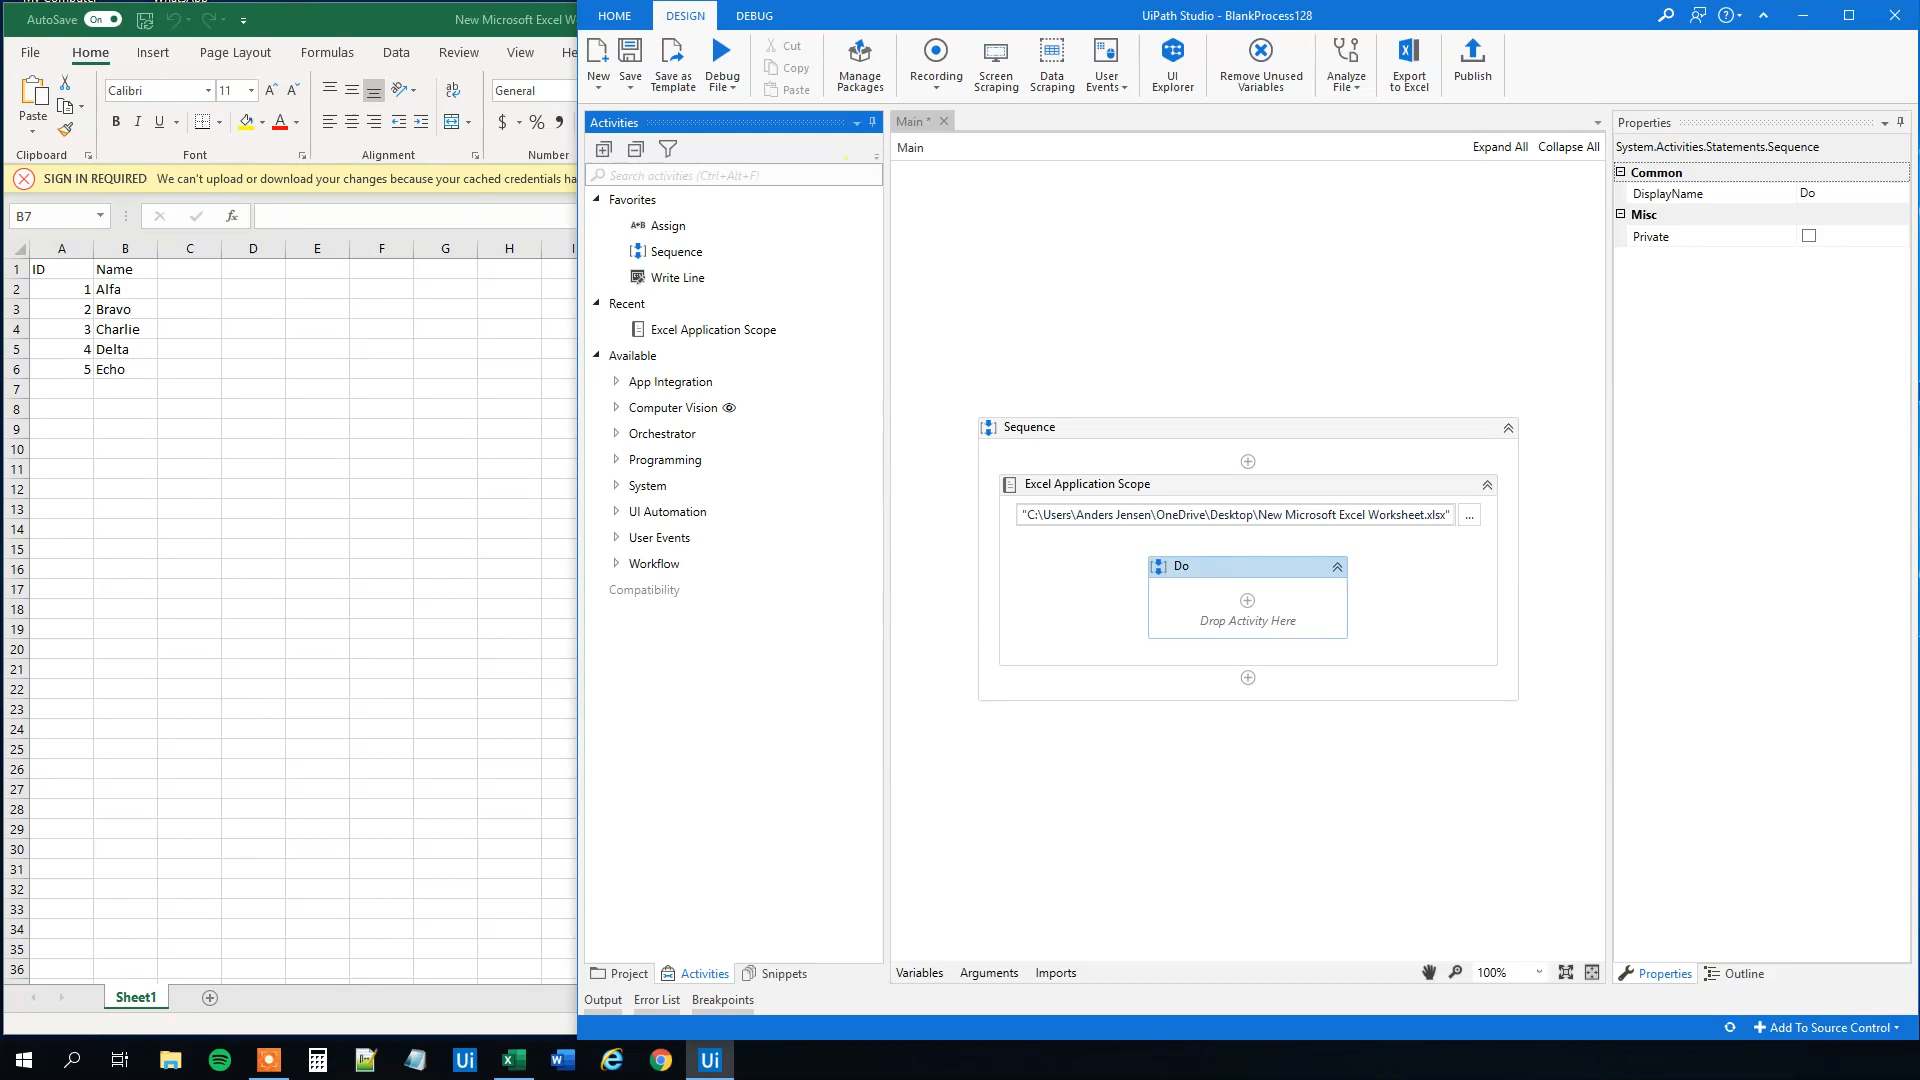 AutoSave On New Microsoft Excel W
File Home Insert Page Layout Formulas Data Review View He
Paste
Calibri 11
General
B I U
$ % 9
Clipboard Font Alignment Number
SIGN IN REQUIRED We can't upload or download your changes because your cached credentials ha
B7 fx
A B C D E F G H I
1 ID Name
2 1 Alfa
3 2 Bravo
4 3 Charlie
5 4 Delta
6 5 Echo
7
8
9
10
11
12
13
14
15
16
17
18
19
20
21
22
23
24
25
26
27
28
29
30
31
32
33
34
35
36
Sheet1
HOME DESIGN DEBUG UiPath Studio - BlankProcess128
New Save Save as Template Debug File
Cut
Copy
Paste
Manage Packages
Recording Screen Scraping Data Scraping User Events
UI Explorer
Remove Unused Variables
Analyze File
Export to Excel
Publish
Activities
Search activities (Ctrl+Alt+F)
Favorites
Assign
Sequence
Write Line
Recent
Excel Application Scope
Available
App Integration
Computer Vision
Orchestrator
Programming
System
UI Automation
User Events
Workflow
Compatibility
Project Activities Snippets
Output Error List Breakpoints
Main *
Main Expand All Collapse All
Sequence
Excel Application Scope
"C:\Users\Anders Jensen\OneDrive\Desktop\New Microsoft Excel Worksheet.xlsx" ...
Do
Drop Activity Here
Variables Arguments Imports 100%
Properties
System.Activities.Statements.Sequence
Common
DisplayName Do
Misc
Private
Properties Outline
Add To Source Control
Ui
Ui